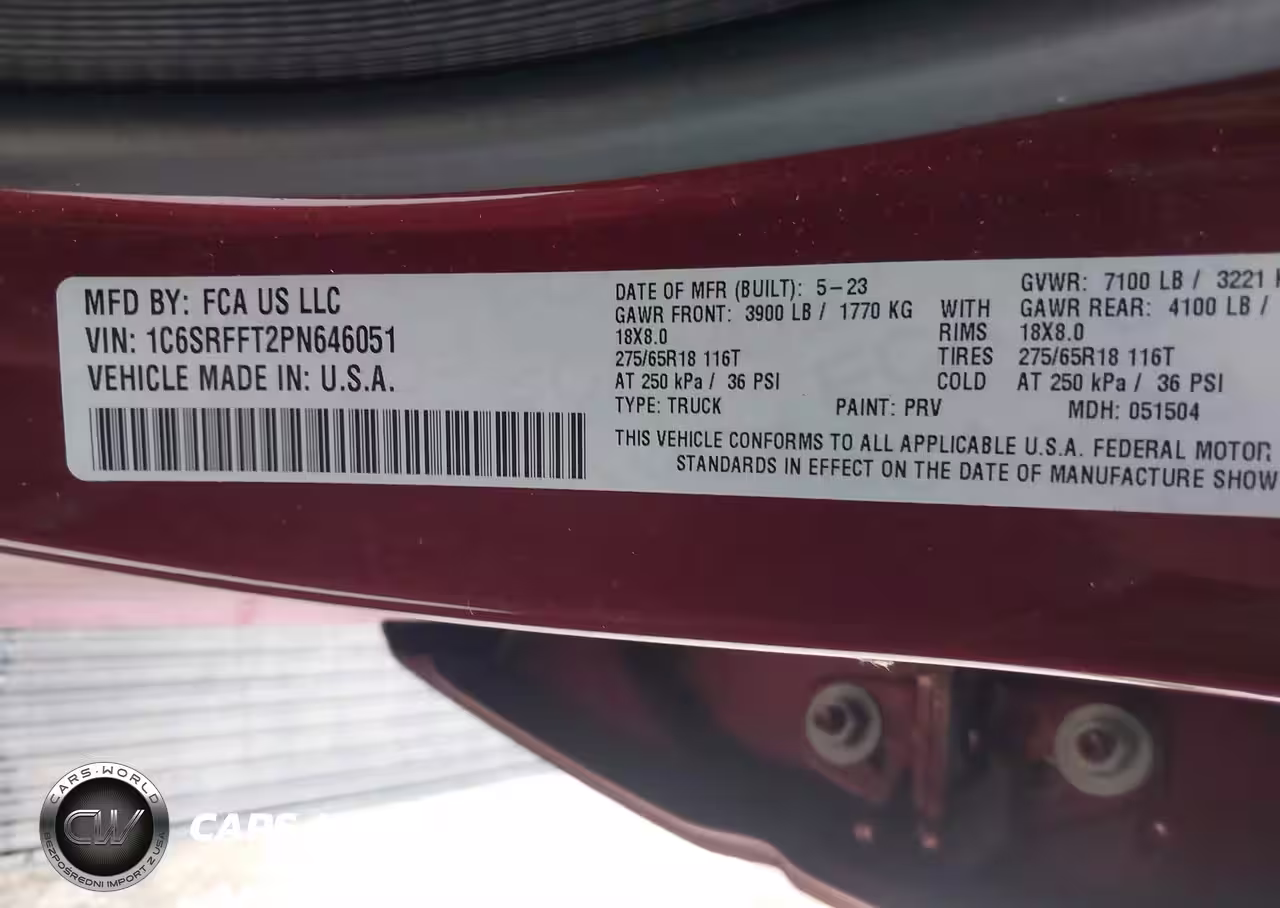 MFD BY: FCA US LLC
VIN: 1C6SRFFT2PN646051
VEHICLE MADE IN: U.S.A.
DATE OF MFR (BUILT): 5-23 GVWR: 7100 LB / 3221
GAWR FRONT: 3900 LB / 1770 KG WITH GAWR REAR: 4100 LB /
18X8.0 RIMS 18X8.0
275/65R18 116T TIRES 275/65R18 116T
AT 250 kPa / 36 PSI COLD AT 250 kPa / 36 PSI
TYPE: TRUCK PAINT: PRV MDH: 051504
THIS VEHICLE CONFORMS TO ALL APPLICABLE U.S.A. FEDERAL MOTOR
STANDARDS IN EFFECT ON THE DATE OF MANUFACTURE SHOW
CARS-WORLD
CW
BEZPOŚREDNI IMPORT Z USA
CARS